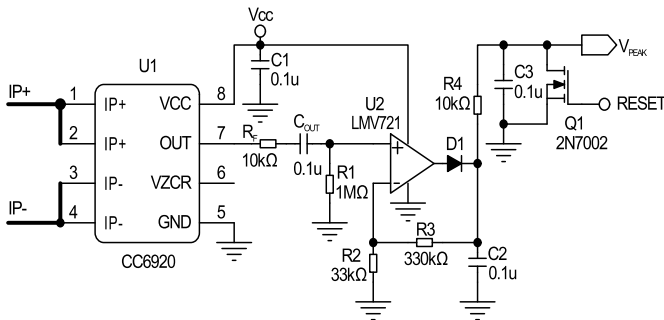 Vcc
U1
C1
0.1u
IP+
1
IP+
VCC
8
2
IP+
OUT
7
R_F
10kΩ
C_OUT
0.1u
R1
1MΩ
U2
LMV721
+
-
D1
R4
10kΩ
C3
0.1u
V_PEAK
RESET
Q1
2N7002
3
IP-
VZCR
6
IP-
4
IP-
GND
5
CC6920
R2
33kΩ
R3
330kΩ
C2
0.1u